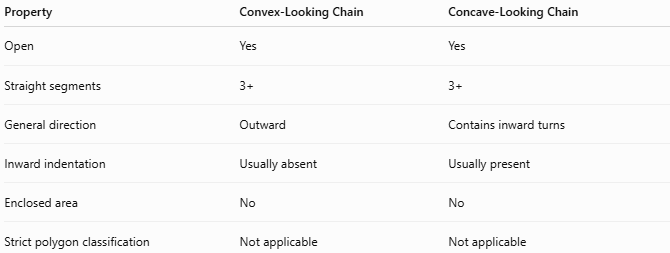 Property Convex-Looking Chain Concave-Looking Chain
Open Yes Yes
Straight segments 3+ 3+
General direction Outward Contains inward turns
Inward indentation Usually absent Usually present
Enclosed area No No
Strict polygon classification Not applicable Not applicable